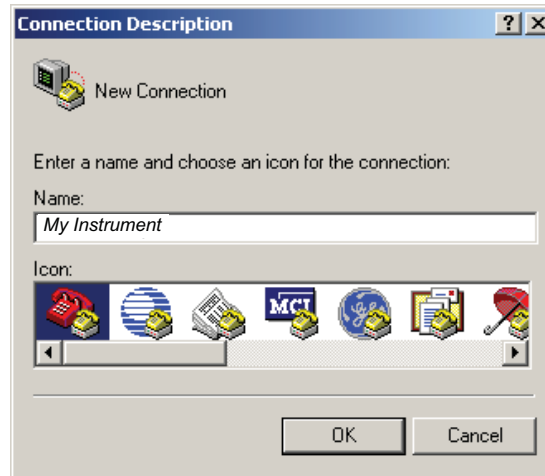 Connection Description
New Connection
Enter a name and choose an icon for the connection:
Name:
My Instrument
Icon:
MCI
OK Cancel